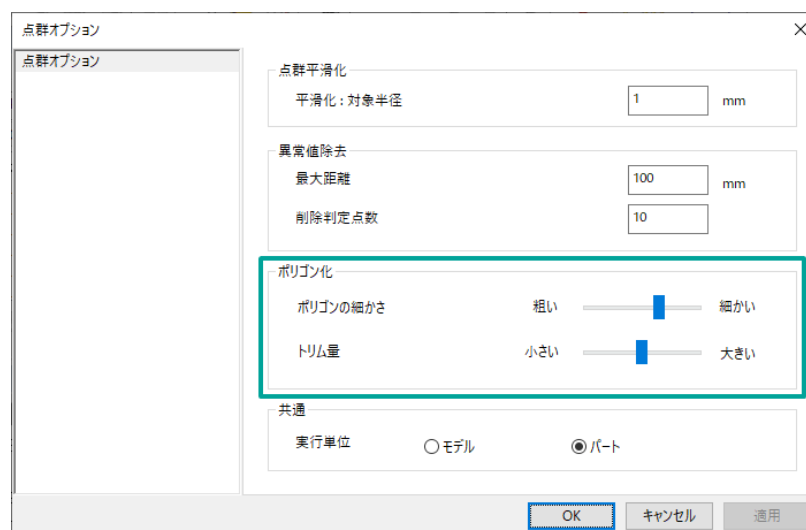 点群オプション
点群オプション
点群平滑化
平滑化 : 対象半径 1 mm
異常値除去
最大距離 100 mm
削除判定点数 10
ポリゴン化
ポリゴンの細かさ 粗い 細かい
トリム量 小さい 大きい
共通
実行単位 モデル パート
OK キャンセル 適用